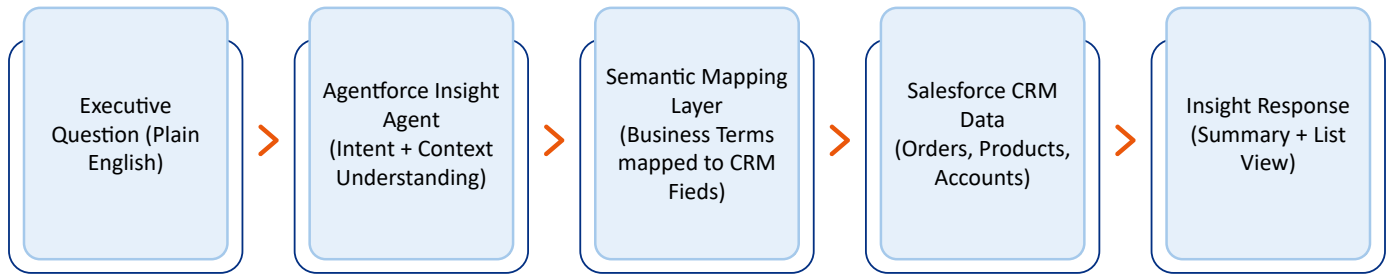 Executive
Question (Plain
English)
Agentforce Insight
Agent
(Intent + Context
Understanding)
Semantic Mapping
Layer
(Business Terms
mapped to CRM
Fieds)
Salesforce CRM
Data
(Orders, Products,
Accounts)
Insight Response
(Summary + List
View)